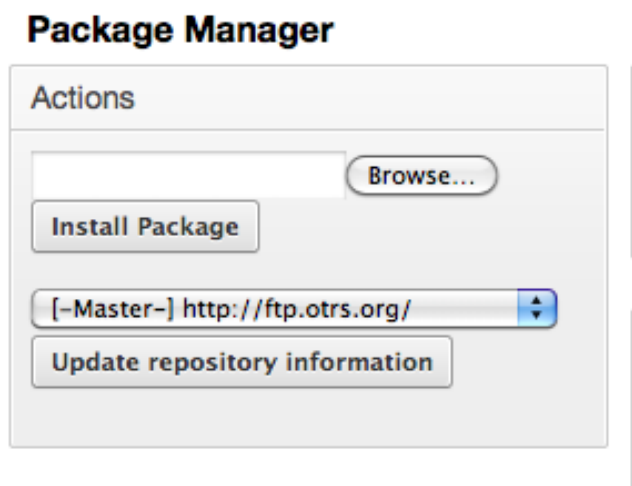 Package Manager
Actions
Browse...
Install Package
[-Master-] http://ftp.otrs.org/
Update repository information